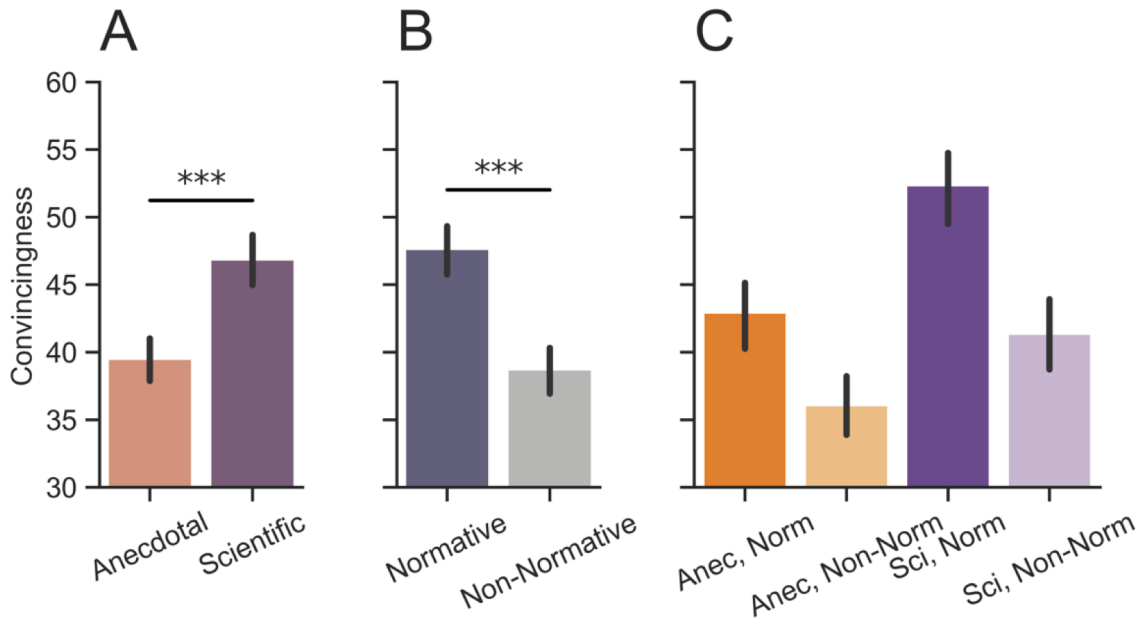 A
B
C
60
55
50
45
40
35
30
Convincingness
***
***
Anecdotal
Scientific
Normative
Non-Normative
Anec, Norm
Anec, Non-Norm
Sci, Norm
Sci, Non-Norm